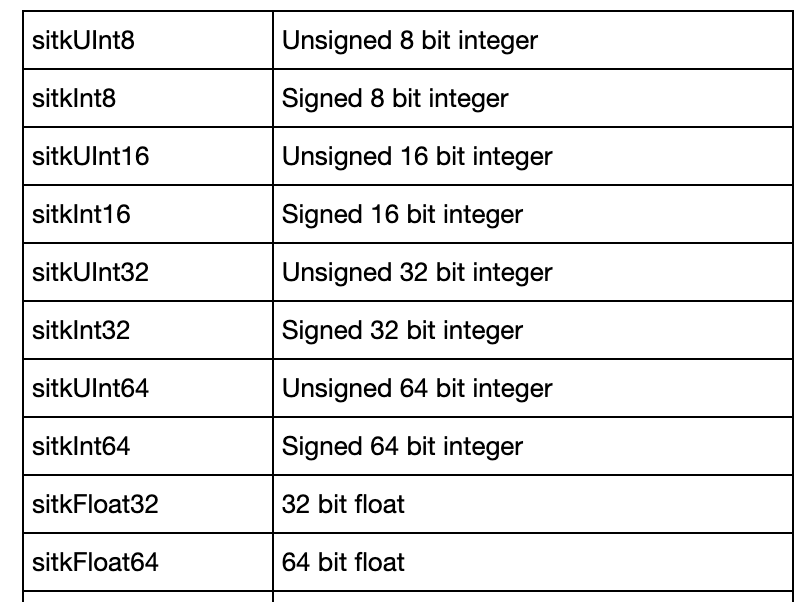 sitkUInt8 Unsigned 8 bit integer
sitkInt8 Signed 8 bit integer
sitkUInt16 Unsigned 16 bit integer
sitkInt16 Signed 16 bit integer
sitkUInt32 Unsigned 32 bit integer
sitkInt32 Signed 32 bit integer
sitkUInt64 Unsigned 64 bit integer
sitkInt64 Signed 64 bit integer
sitkFloat32 32 bit float
sitkFloat64 64 bit float